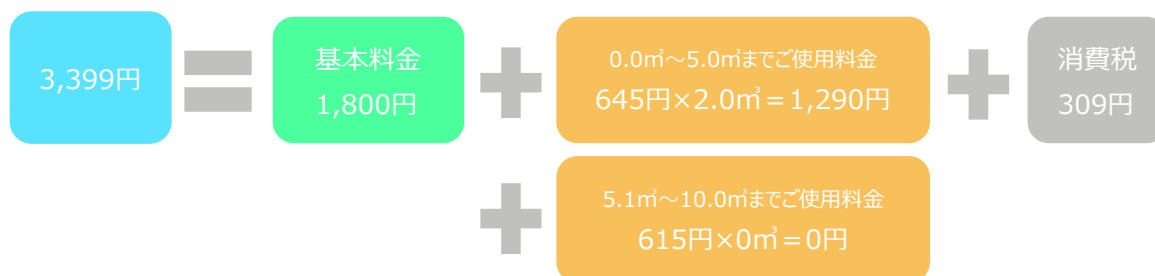 3,399円
基本料金
1,800円
0.0㎥～5.0㎥までご使用料金
645円×2.0㎥＝1,290円
消費税
309円
5.1㎥～10.0㎥までご使用料金
615円×0㎥＝0円